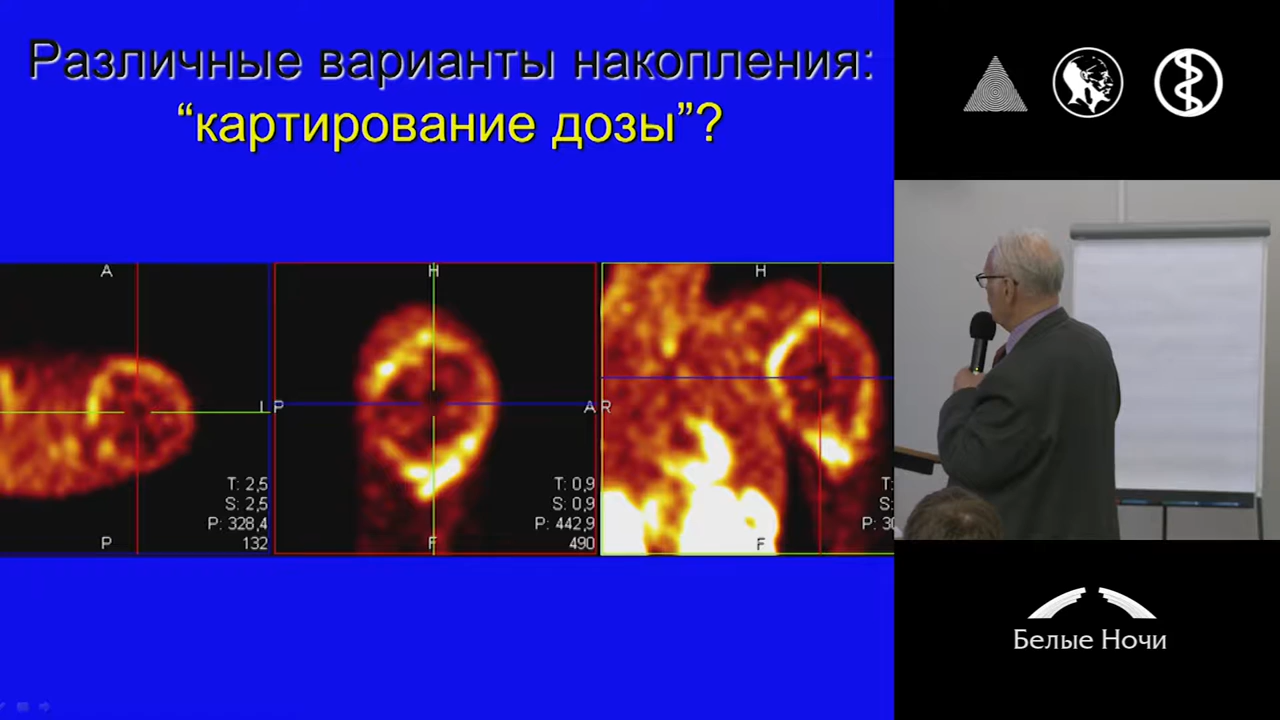 Различные варианты накопления:
“картирование дозы”?
A
L
T: 2,5
S: 2,5
P: 328,4
132
P
H
P
A
T: 0,9
S: 0,9
P: 442,9
490
F
H
R
T:
S:
P: 30
F
Белые Ночи